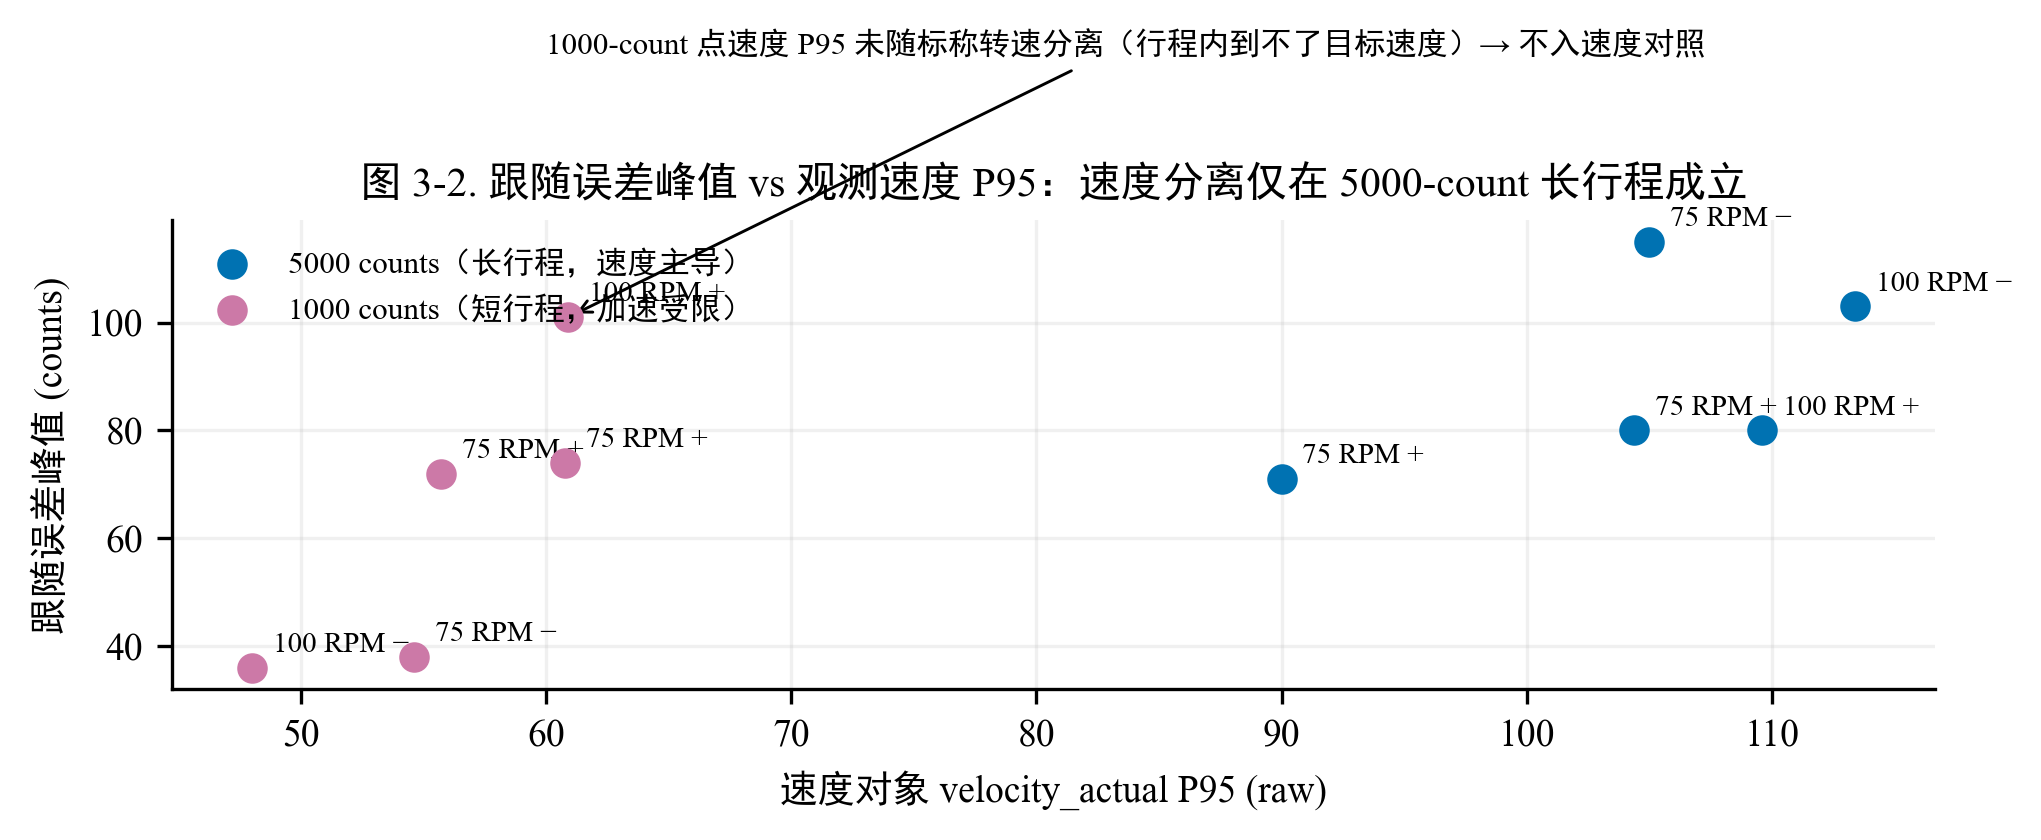 1000-count 点速度 P95 未随标称转速分离（行程内到不了目标速度）→ 不入速度对照
图 3-2. 跟随误差峰值 vs 观测速度 P95：速度分离仅在 5000-count 长行程成立
75 RPM −
5000 counts（长行程，速度主导）
100 RPM −
100 RPM +
1000 counts（短行程，加速受限）
75 RPM +
100 RPM +
75 RPM +
75 RPM +
75 RPM +
75 RPM −
100 RPM −
跟随误差峰值 (counts)
100
80
60
40
50 60 70 80 90 100 110
速度对象 velocity_actual P95 (raw)